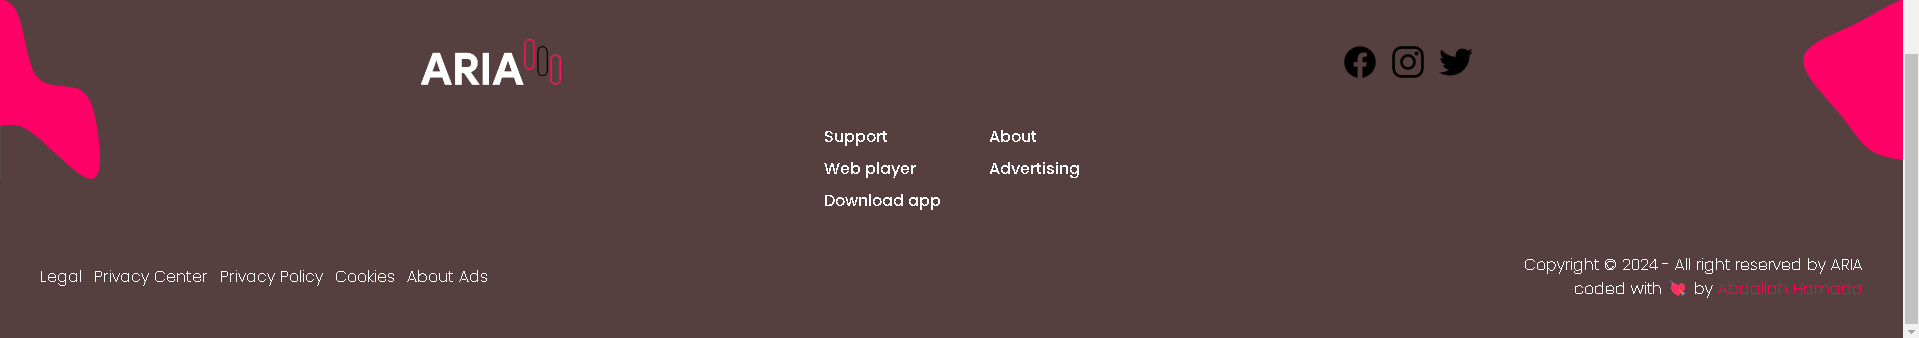 ARIA
Support
About
Web player
Advertising
Download app
Legal Privacy Center Privacy Policy Cookies About Ads
Copyright © 2024 - All right reserved by ARIA
coded with 💘 by Abdallah Hamada